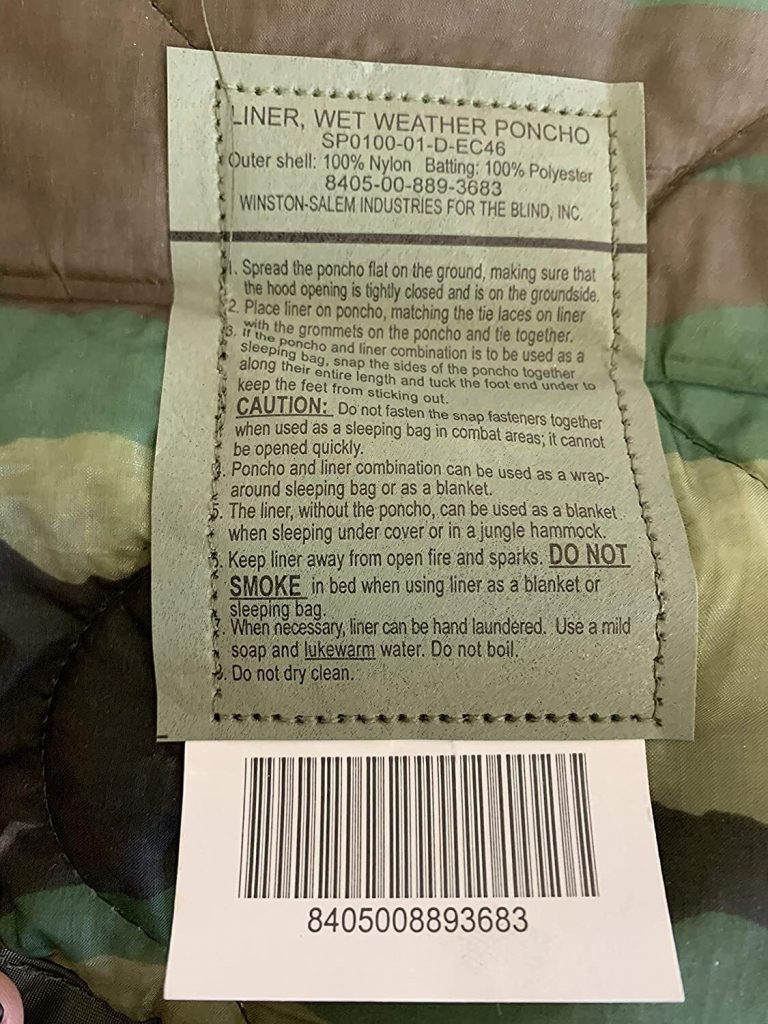 LINER, WET WEATHER PONCHO
SP0100-01-D-EC46
Outer shell: 100% Nylon Batting: 100% Polyester
8405-00-889-3683
WINSTON-SALEM INDUSTRIES FOR THE BLIND, INC.
1. Spread the poncho flat on the ground, making sure that
the hood opening is tightly closed and is on the groundside.
2. Place liner on poncho, matching the tie laces on liner
with the grommets on the poncho and tie together.
3. If the poncho and liner combination is to be used as a
sleeping bag, snap the sides of the poncho together
along their entire length and tuck the foot end under to
keep the feet from sticking out.
CAUTION: Do not fasten the snap fasteners together
when used as a sleeping bag in combat areas; it cannot
be opened quickly.
4. Poncho and liner combination can be used as a wrap-
around sleeping bag or as a blanket.
5. The liner, without the poncho, can be used as a blanket
when sleeping under cover or in a jungle hammock.
6. Keep liner away from open fire and sparks. DO NOT
SMOKE in bed when using liner as a blanket or
sleeping bag.
7. When necessary, liner can be hand laundered. Use a mild
soap and lukewarm water. Do not boil.
8. Do not dry clean.
8405008893683